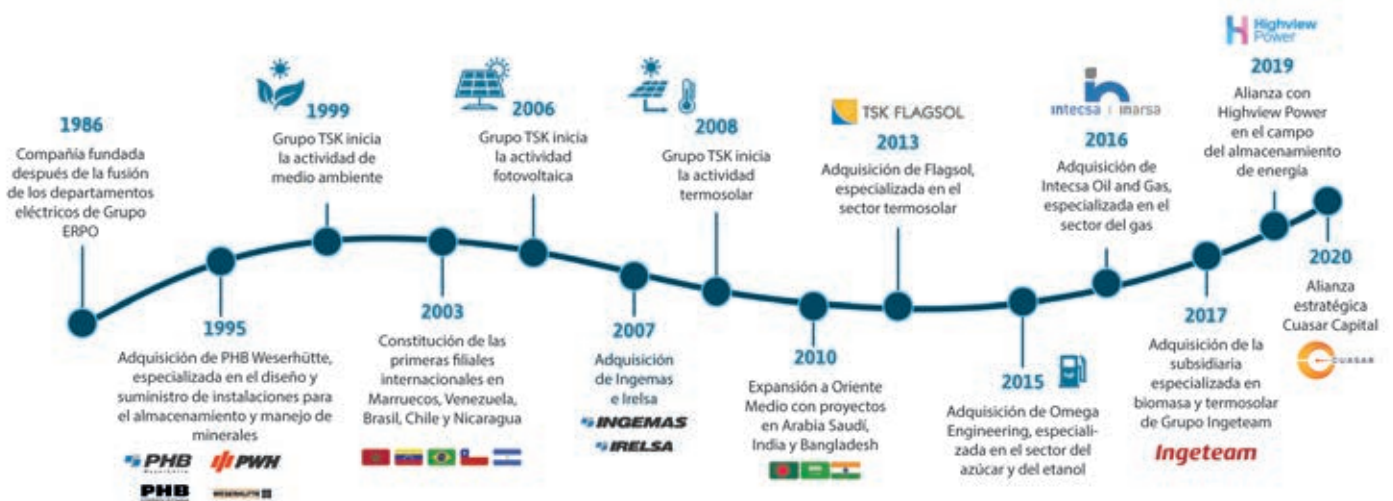 1986
Compañía fundada
después de la fusión
de los departamentos
eléctricos de Grupo
ERPO
1995
Adquisición de PHB Weserhütte,
especializada en el diseño y
suministro de instalaciones para
el almacenamiento y manejo de
minerales
PHB
PWH
PHB
WESERHÜTTE
1999
Grupo TSK inicia
la actividad de
medio ambiente
2003
Constitución de las
primeras filiales
internacionales en
Marruecos, Venezuela,
Brasil, Chile y Nicaragua
2006
Grupo TSK inicia
la actividad
fotovoltaica
2007
Adquisición
de Ingemas
e Irelsa
INGEMAS
IRELSA
2008
Grupo TSK inicia
la actividad
termosolar
2010
Expansión a Oriente
Medio con proyectos
en Arabia Saudí,
India y Bangladesh
TSK FLAGSOL
2013
Adquisición de Flagsol,
especializada en el
sector termosolar
2015
Adquisición de Omega
Engineering, especiali-
zada en el sector del
azúcar y del etanol
in
intecsa | inarsa
2016
Adquisición de
Intecsa Oil and Gas,
especializada en el
sector del gas
2017
Adquisición de la
subsidiaria
especializada en
biomasa y termosolar
de Grupo Ingeteam
Ingeteam
Highview
Power
2019
Alianza con
Highview Power
en el campo
del almacenamiento
de energía
2020
Alianza
estratégica
Cuasar Capital
CUASAR